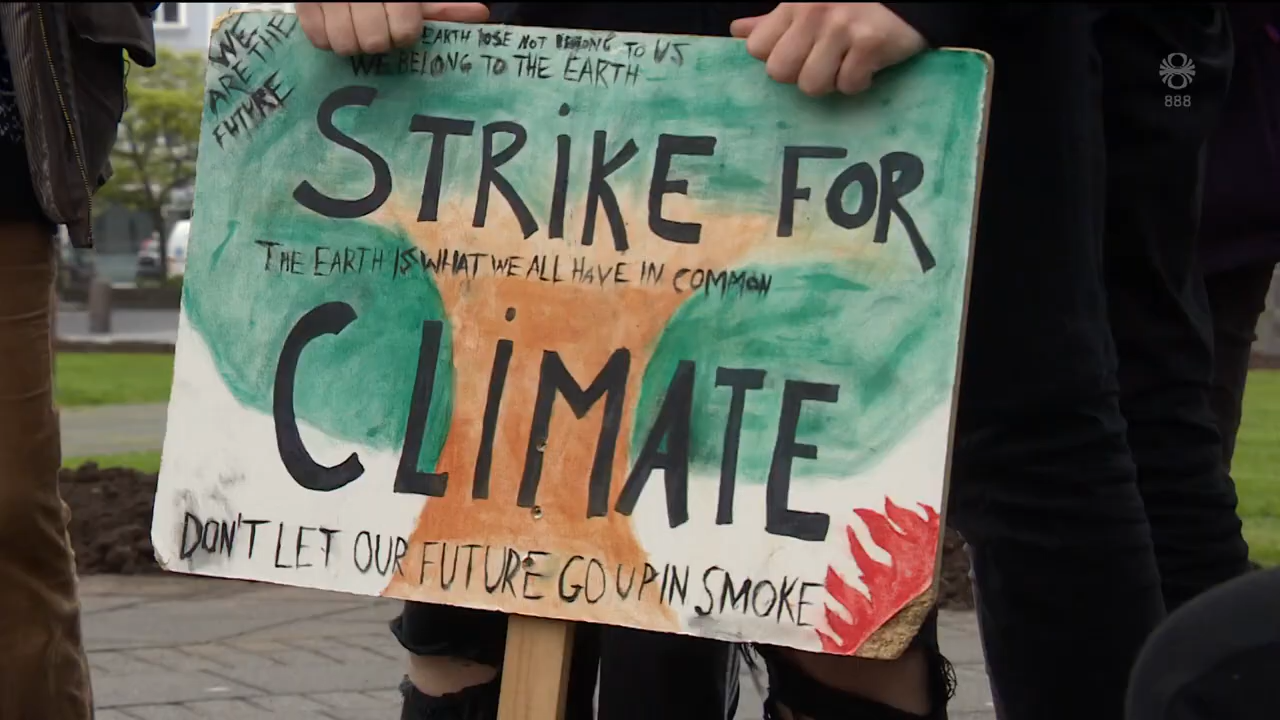 WE
ARE THE
FUTURE
EARTH DOSE NOT BELONG TO US
WE BELONG TO THE EARTH
STRIKE FOR
THE EARTH IS WHAT WE ALL HAVE IN COMMON
CLIMATE
DON'T LET OUR FUTURE GO UP IN SMOKE
888